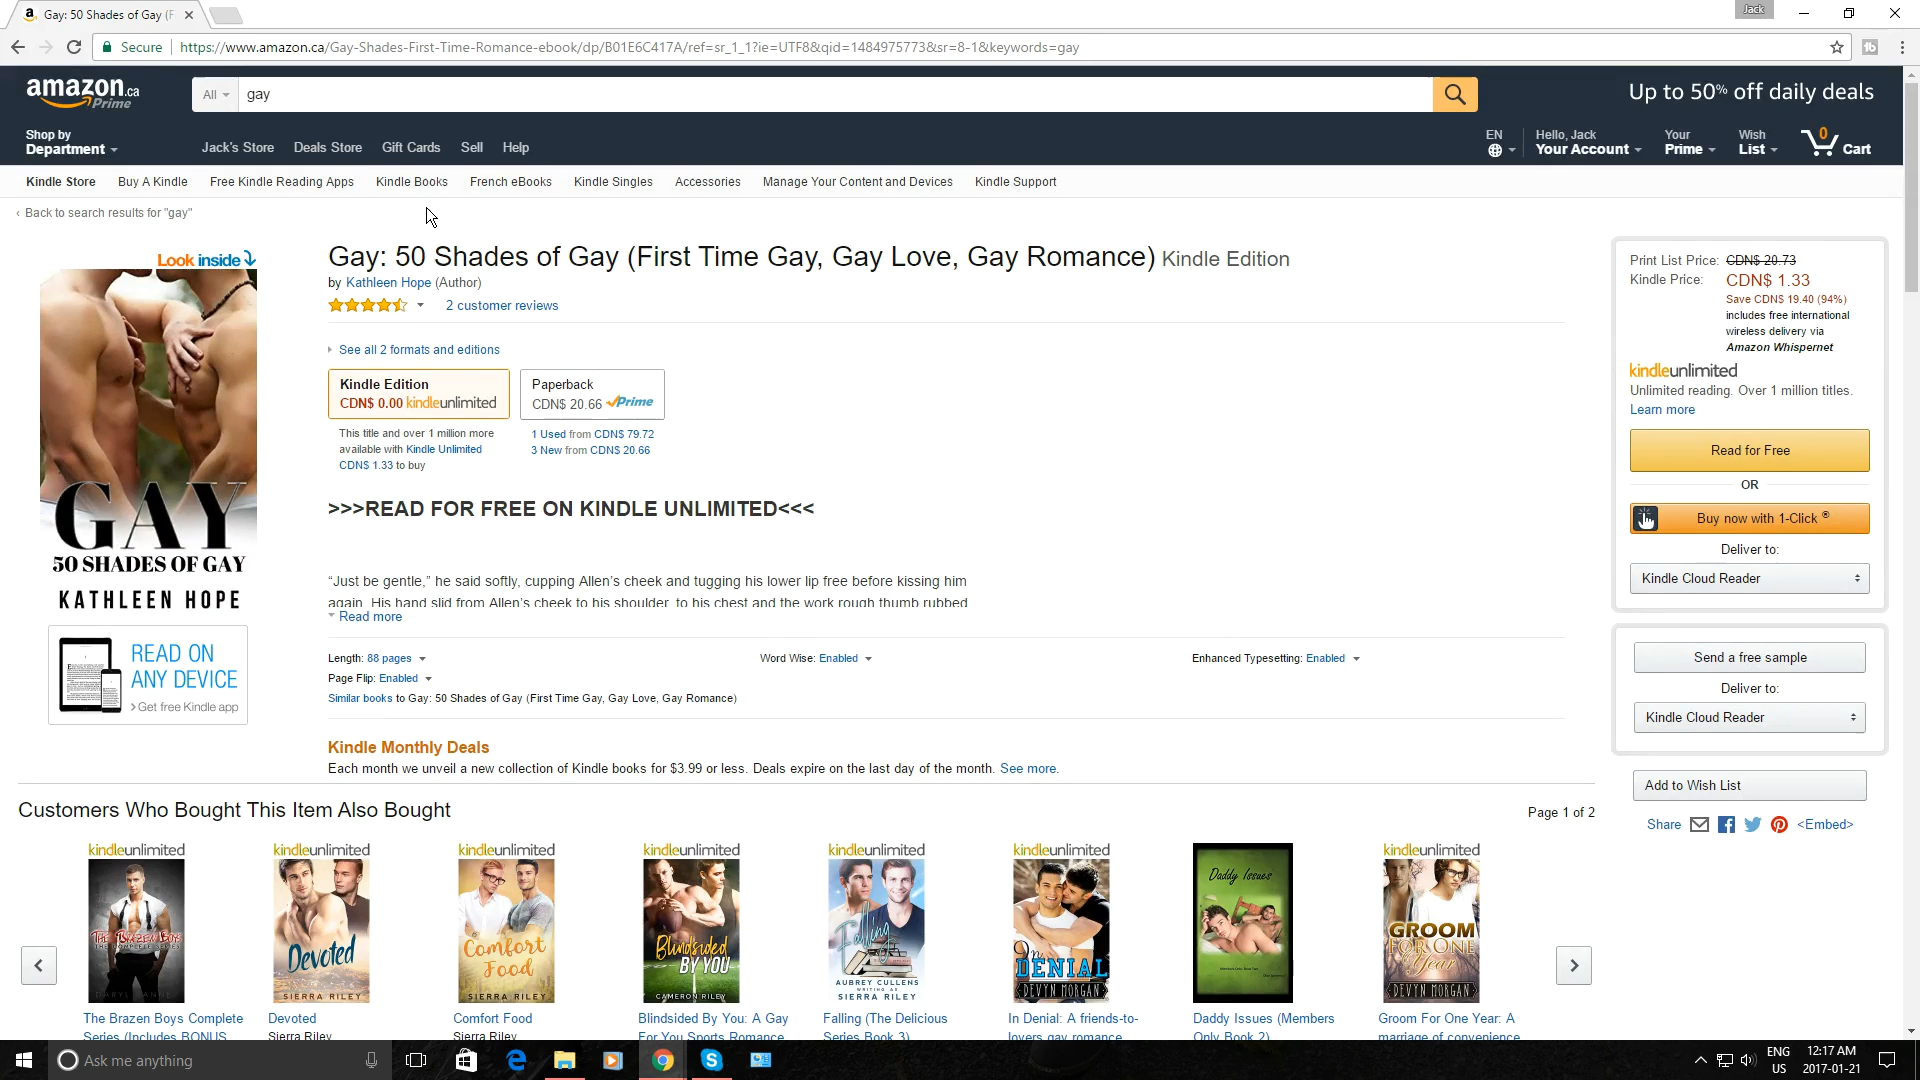 Gay: 50 Shades of Gay (F
Jack
Secure
https://www.amazon.ca/Gay-Shades-First-Time-Romance-ebook/dp/B01E6C417A/ref=sr_1_1?ie=UTF8&qid=1484975773&sr=8-1&keywords=gay
amazon.ca
Prime
All
gay
Up to 50% off daily deals
Shop by
Department
Jack's Store
Deals Store
Gift Cards
Sell
Help
EN
Hello, Jack
Your Account
Your
Prime
Wish
List
0
Cart
Kindle Store
Buy A Kindle
Free Kindle Reading Apps
Kindle Books
French eBooks
Kindle Singles
Accessories
Manage Your Content and Devices
Kindle Support
‹ Back to search results for "gay"
Look inside
GAY
50 SHADES OF GAY
KATHLEEN HOPE
READ ON
ANY DEVICE
›Get free Kindle app
Gay: 50 Shades of Gay (First Time Gay, Gay Love, Gay Romance) Kindle Edition
by Kathleen Hope (Author)
2 customer reviews
See all 2 formats and editions
Kindle Edition
CDN$ 0.00 kindleunlimited
This title and over 1 million more
available with Kindle Unlimited
CDN$ 1.33 to buy
Paperback
CDN$ 20.66 Prime
1 Used from CDN$ 79.72
3 New from CDN$ 20.66
>>>READ FOR FREE ON KINDLE UNLIMITED<<<
“Just be gentle,” he said softly, cupping Allen’s cheek and tugging his lower lip free before kissing him
again. His hand slid from Allen’s cheek to his shoulder, to his chest and the work rough thumb rubbed
Read more
Length: 88 pages
Word Wise: Enabled
Enhanced Typesetting: Enabled
Page Flip: Enabled
Similar books to Gay: 50 Shades of Gay (First Time Gay, Gay Love, Gay Romance)
Kindle Monthly Deals
Each month we unveil a new collection of Kindle books for $3.99 or less. Deals expire on the last day of the month. See more.
Print List Price: CDN$ 20.73
Kindle Price: CDN$ 1.33
Save CDN$ 19.40 (94%)
includes free international
wireless delivery via
Amazon Whispernet
kindleunlimited
Unlimited reading. Over 1 million titles.
Learn more
Read for Free
OR
Buy now with 1-Click ®
Deliver to:
Kindle Cloud Reader
Send a free sample
Deliver to:
Kindle Cloud Reader
Add to Wish List
Share
<Embed>
Customers Who Bought This Item Also Bought
Page 1 of 2
kindleunlimited
THE BRAZEN BOYS
THE COMPLETE SERIES
The Brazen Boys Complete
Series (Includes BONUS
kindleunlimited
Devoted
SIERRA RILEY
Devoted
Sierra Riley
kindleunlimited
Comfort
Food
SIERRA RILEY
Comfort Food
Sierra Riley
kindleunlimited
Blindsided
BY YOU
CAMERON RILEY
Blindsided By You: A Gay
For You Sports Romance
kindleunlimited
Falling
AUBREY CULLENS
WRITING AS
SIERRA RILEY
Falling (The Delicious
Series Book 3)
kindleunlimited
In
DENIAL
DEVYN MORGAN
In Denial: A friends-to-
lovers gay romance
Daddy Issues
Daddy Issues (Members
Only Book 2)
kindleunlimited
GROOM
FOR ONE
Year
DEVYN MORGAN
Groom For One Year: A
marriage of convenience
Ask me anything
ENG
US
12:17 AM
2017-01-21